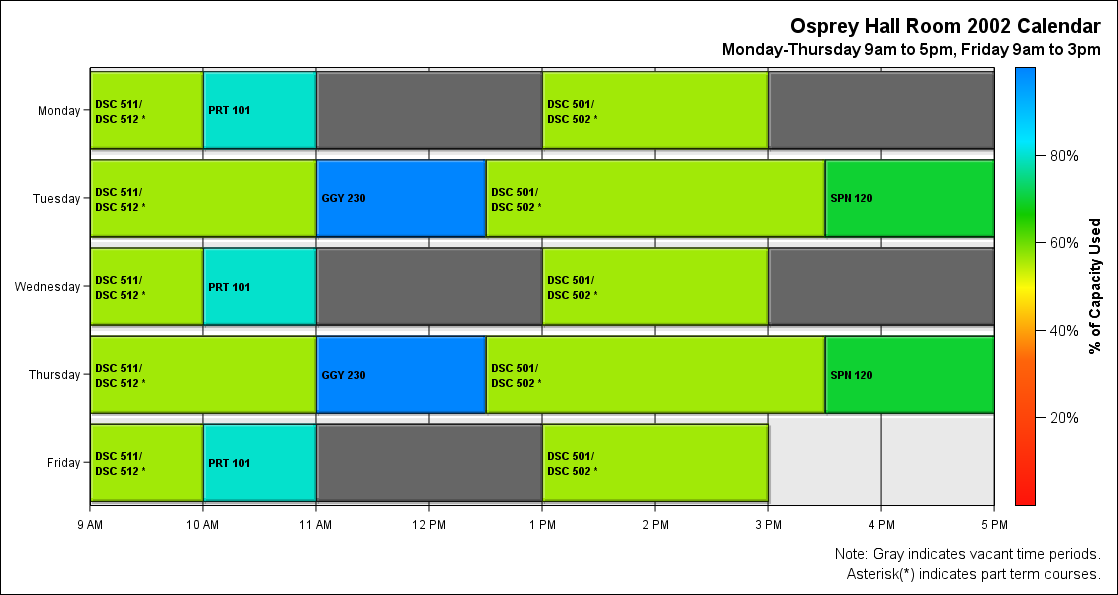 Osprey Hall Room 2002 Calendar
Monday-Thursday 9am to 5pm, Friday 9am to 3pm
Monday
DSC 511/
DSC 512 *
PRT 101
DSC 501/
DSC 502 *
Tuesday
DSC 511/
DSC 512 *
GGY 230
DSC 501/
DSC 502 *
SPN 120
Wednesday
DSC 511/
DSC 512 *
PRT 101
DSC 501/
DSC 502 *
Thursday
DSC 511/
DSC 512 *
GGY 230
DSC 501/
DSC 502 *
SPN 120
Friday
DSC 511/
DSC 512 *
PRT 101
DSC 501/
DSC 502 *
9 AM
10 AM
11 AM
12 PM
1 PM
2 PM
3 PM
4 PM
5 PM
80%
60%
40%
20%
% of Capacity Used
Note: Gray indicates vacant time periods.
Asterisk(*) indicates part term courses.